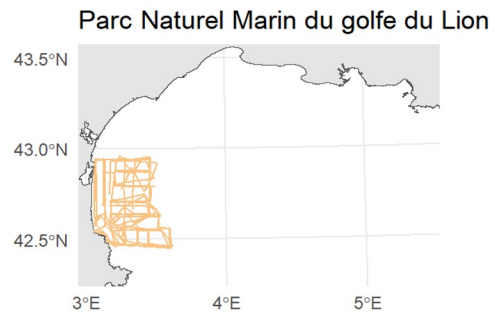 Parc Naturel Marin du golfe du Lion
43.5°N
43.0°N
42.5°N
3°E
4°E
5°E